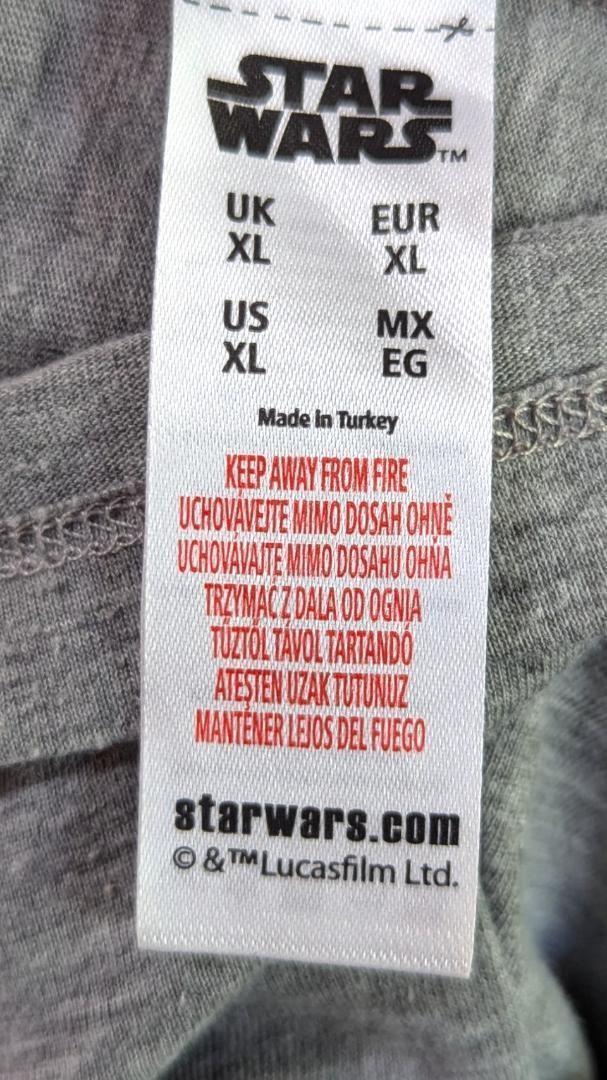 STAR
WARS™
UK EUR
XL XL
US MX
XL EG
Made in Turkey
KEEP AWAY FROM FIRE
UCHOVÁVEJTE MIMO DOSAH OHNĚ
UCHOVÁVAJTE MIMO DOSAHU OHŇA
TRZYMAĆ Z DALA OD OGNIA
TŰZTŐL TÁVOL TARTANDÓ
ATEŞTEN UZAK TUTUNUZ
MANTENER LEJOS DEL FUEGO
starwars.com
© &™Lucasfilm Ltd.